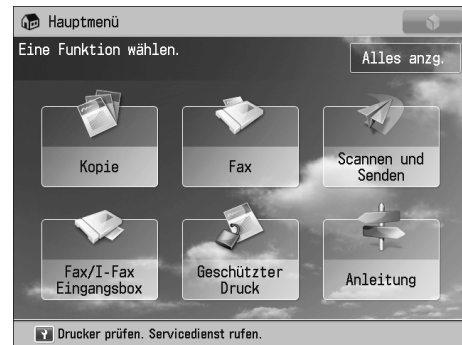 Hauptmenü
Eine Funktion wählen.
Alles anzg.
Kopie
Fax
Scannen und
Senden
Fax/I-Fax
Eingangsbox
Geschützter
Druck
Anleitung
Drucker prüfen. Servicedienst rufen.